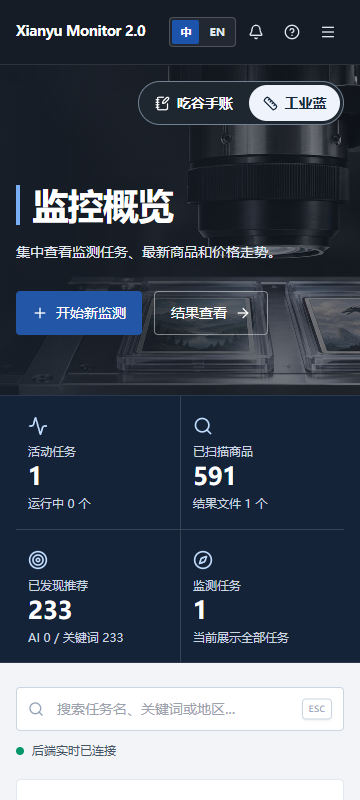 Xianyu Monitor 2.0
中 EN
吃谷手账 工业蓝
监控概览
集中查看监测任务、最新商品和价格走势。
开始新监测 结果查看
活动任务
1
运行中 0 个
已扫描商品
591
结果文件 1 个
已发现推荐
233
AI 0 / 关键词 233
监测任务
1
当前展示全部任务
搜索任务名、关键词或地区... ESC
后端实时已连接